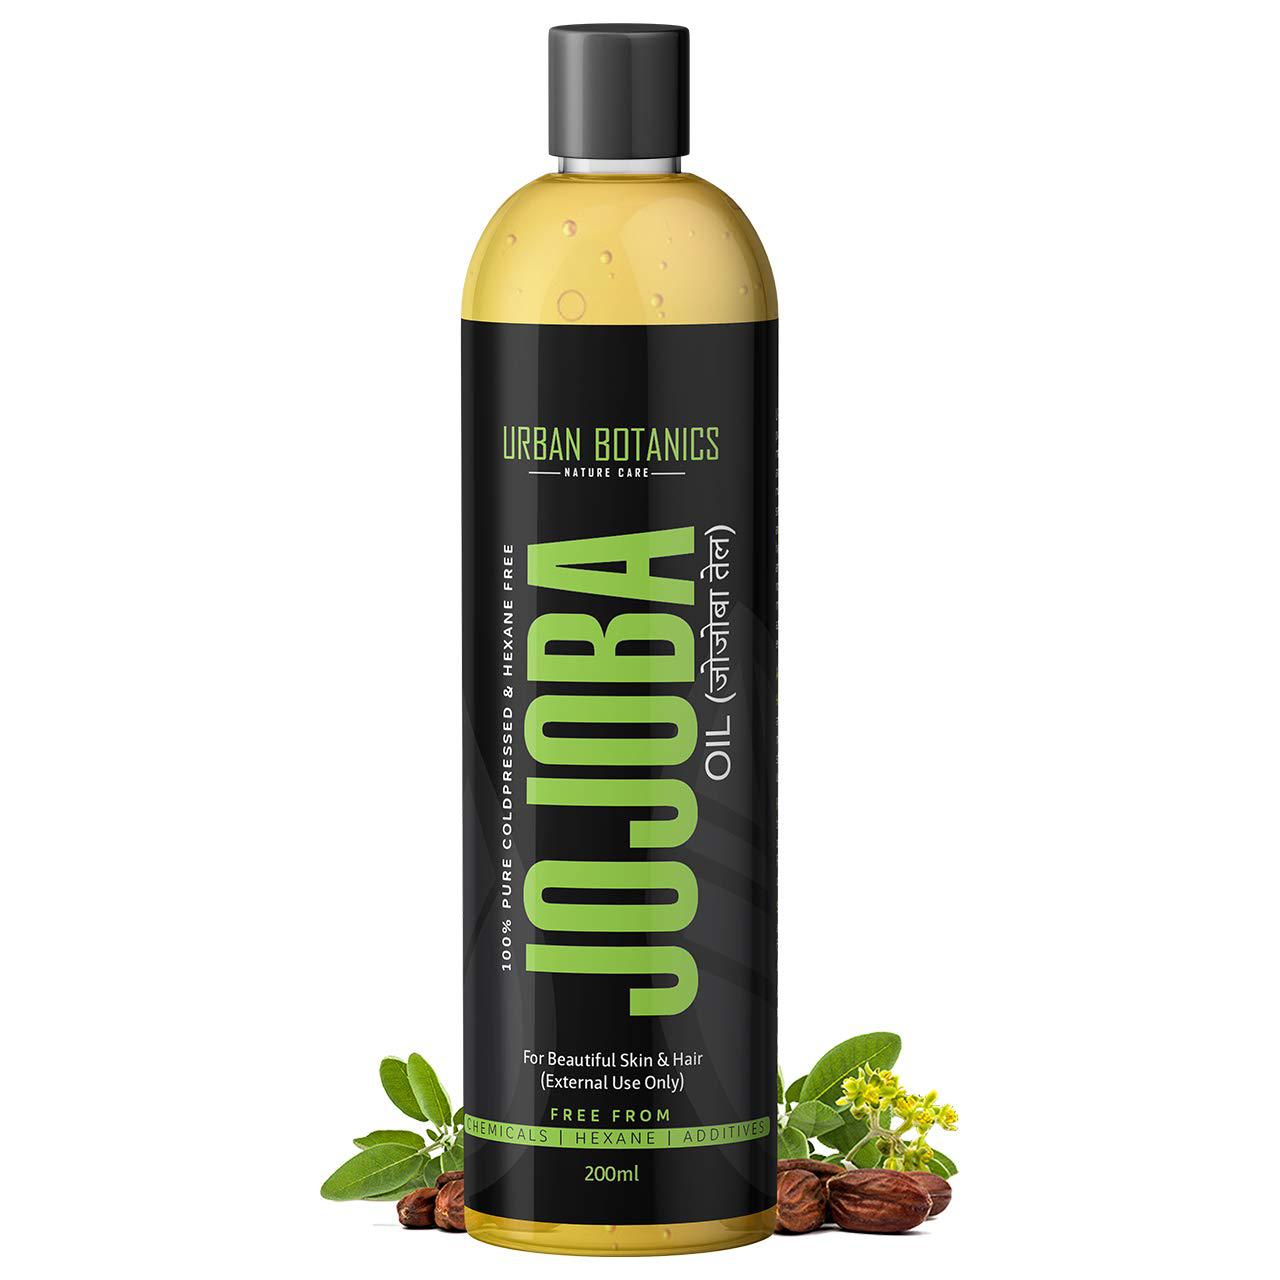 URBAN BOTANICS
NATURE CARE
100% PURE COLDPRESSED & HEXANE FREE
JOJOBA
OIL (जोजोबा तेल)
For Beautiful Skin & Hair
(External Use Only)
FREE FROM
CHEMICALS | HEXANE | ADDITIVES
200ml